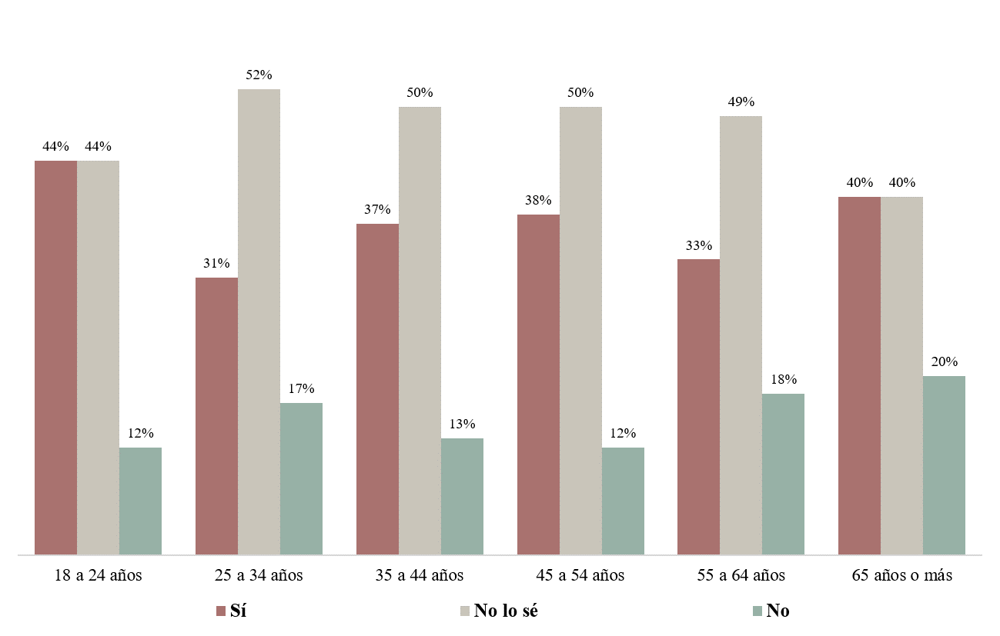 52%
50%
50%
49%
44%
44%
40%
40%
38%
37%
33%
31%
20%
18%
17%
13%
12%
12%
18 a 24 años
25 a 34 años
35 a 44 años
45 a 54 años
55 a 64 años
65 años o más
Sí
No lo sé
No